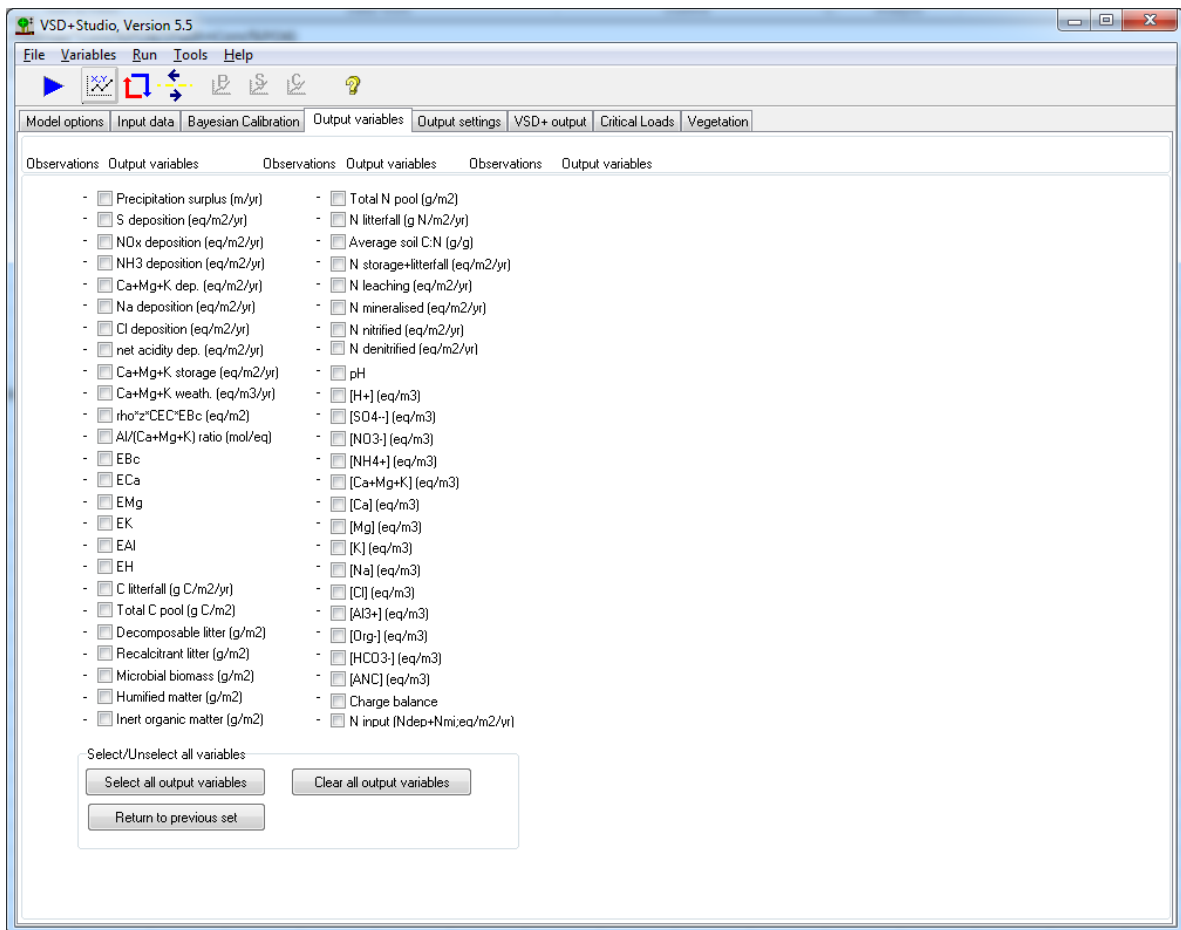 VSD+Studio, Version 5.5
File Variables Run Tools Help
X,Y P S C ?
Model options Input data Bayesian Calibration Output variables Output settings VSD+ output Critical Loads Vegetation
Observations Output variables Observations Output variables Observations Output variables
- Precipitation surplus (m/yr) - Total N pool (g/m2)
- S deposition (eq/m2/yr) - N litterfall (g N/m2/yr)
- NOx deposition (eq/m2/yr) - Average soil C:N (g/g)
- NH3 deposition (eq/m2/yr) - N storage+litterfall (eq/m2/yr)
- Ca+Mg+K dep. (eq/m2/yr) - N leaching (eq/m2/yr)
- Na deposition (eq/m2/yr) - N mineralised (eq/m2/yr)
- Cl deposition (eq/m2/yr) - N nitrified (eq/m2/yr)
- net acidity dep. (eq/m2/yr) - N denitrified (eq/m2/yr)
- Ca+Mg+K storage (eq/m2/yr) - pH
- Ca+Mg+K weath. (eq/m3/yr) - [H+] (eq/m3)
- rho*z*CEC*EBc (eq/m2) - [SO4--] (eq/m3)
- Al/(Ca+Mg+K) ratio (mol/eq) - [NO3-] (eq/m3)
- EBc - [NH4+] (eq/m3)
- ECa - [Ca+Mg+K] (eq/m3)
- EMg - [Ca] (eq/m3)
- EK - [Mg] (eq/m3)
- EAl - [K] (eq/m3)
- EH - [Na] (eq/m3)
- C litterfall (g C/m2/yr) - [Cl] (eq/m3)
- Total C pool (g C/m2) - [Al3+] (eq/m3)
- Decomposable litter (g/m2) - [Org-] (eq/m3)
- Recalcitrant litter (g/m2) - [HCO3-] (eq/m3)
- Microbial biomass (g/m2) - [ANC] (eq/m3)
- Humified matter (g/m2) - Charge balance
- Inert organic matter (g/m2) - N input (Ndep+Nmi;eq/m2/yr)
Select/Unselect all variables
Select all output variables Clear all output variables
Return to previous set